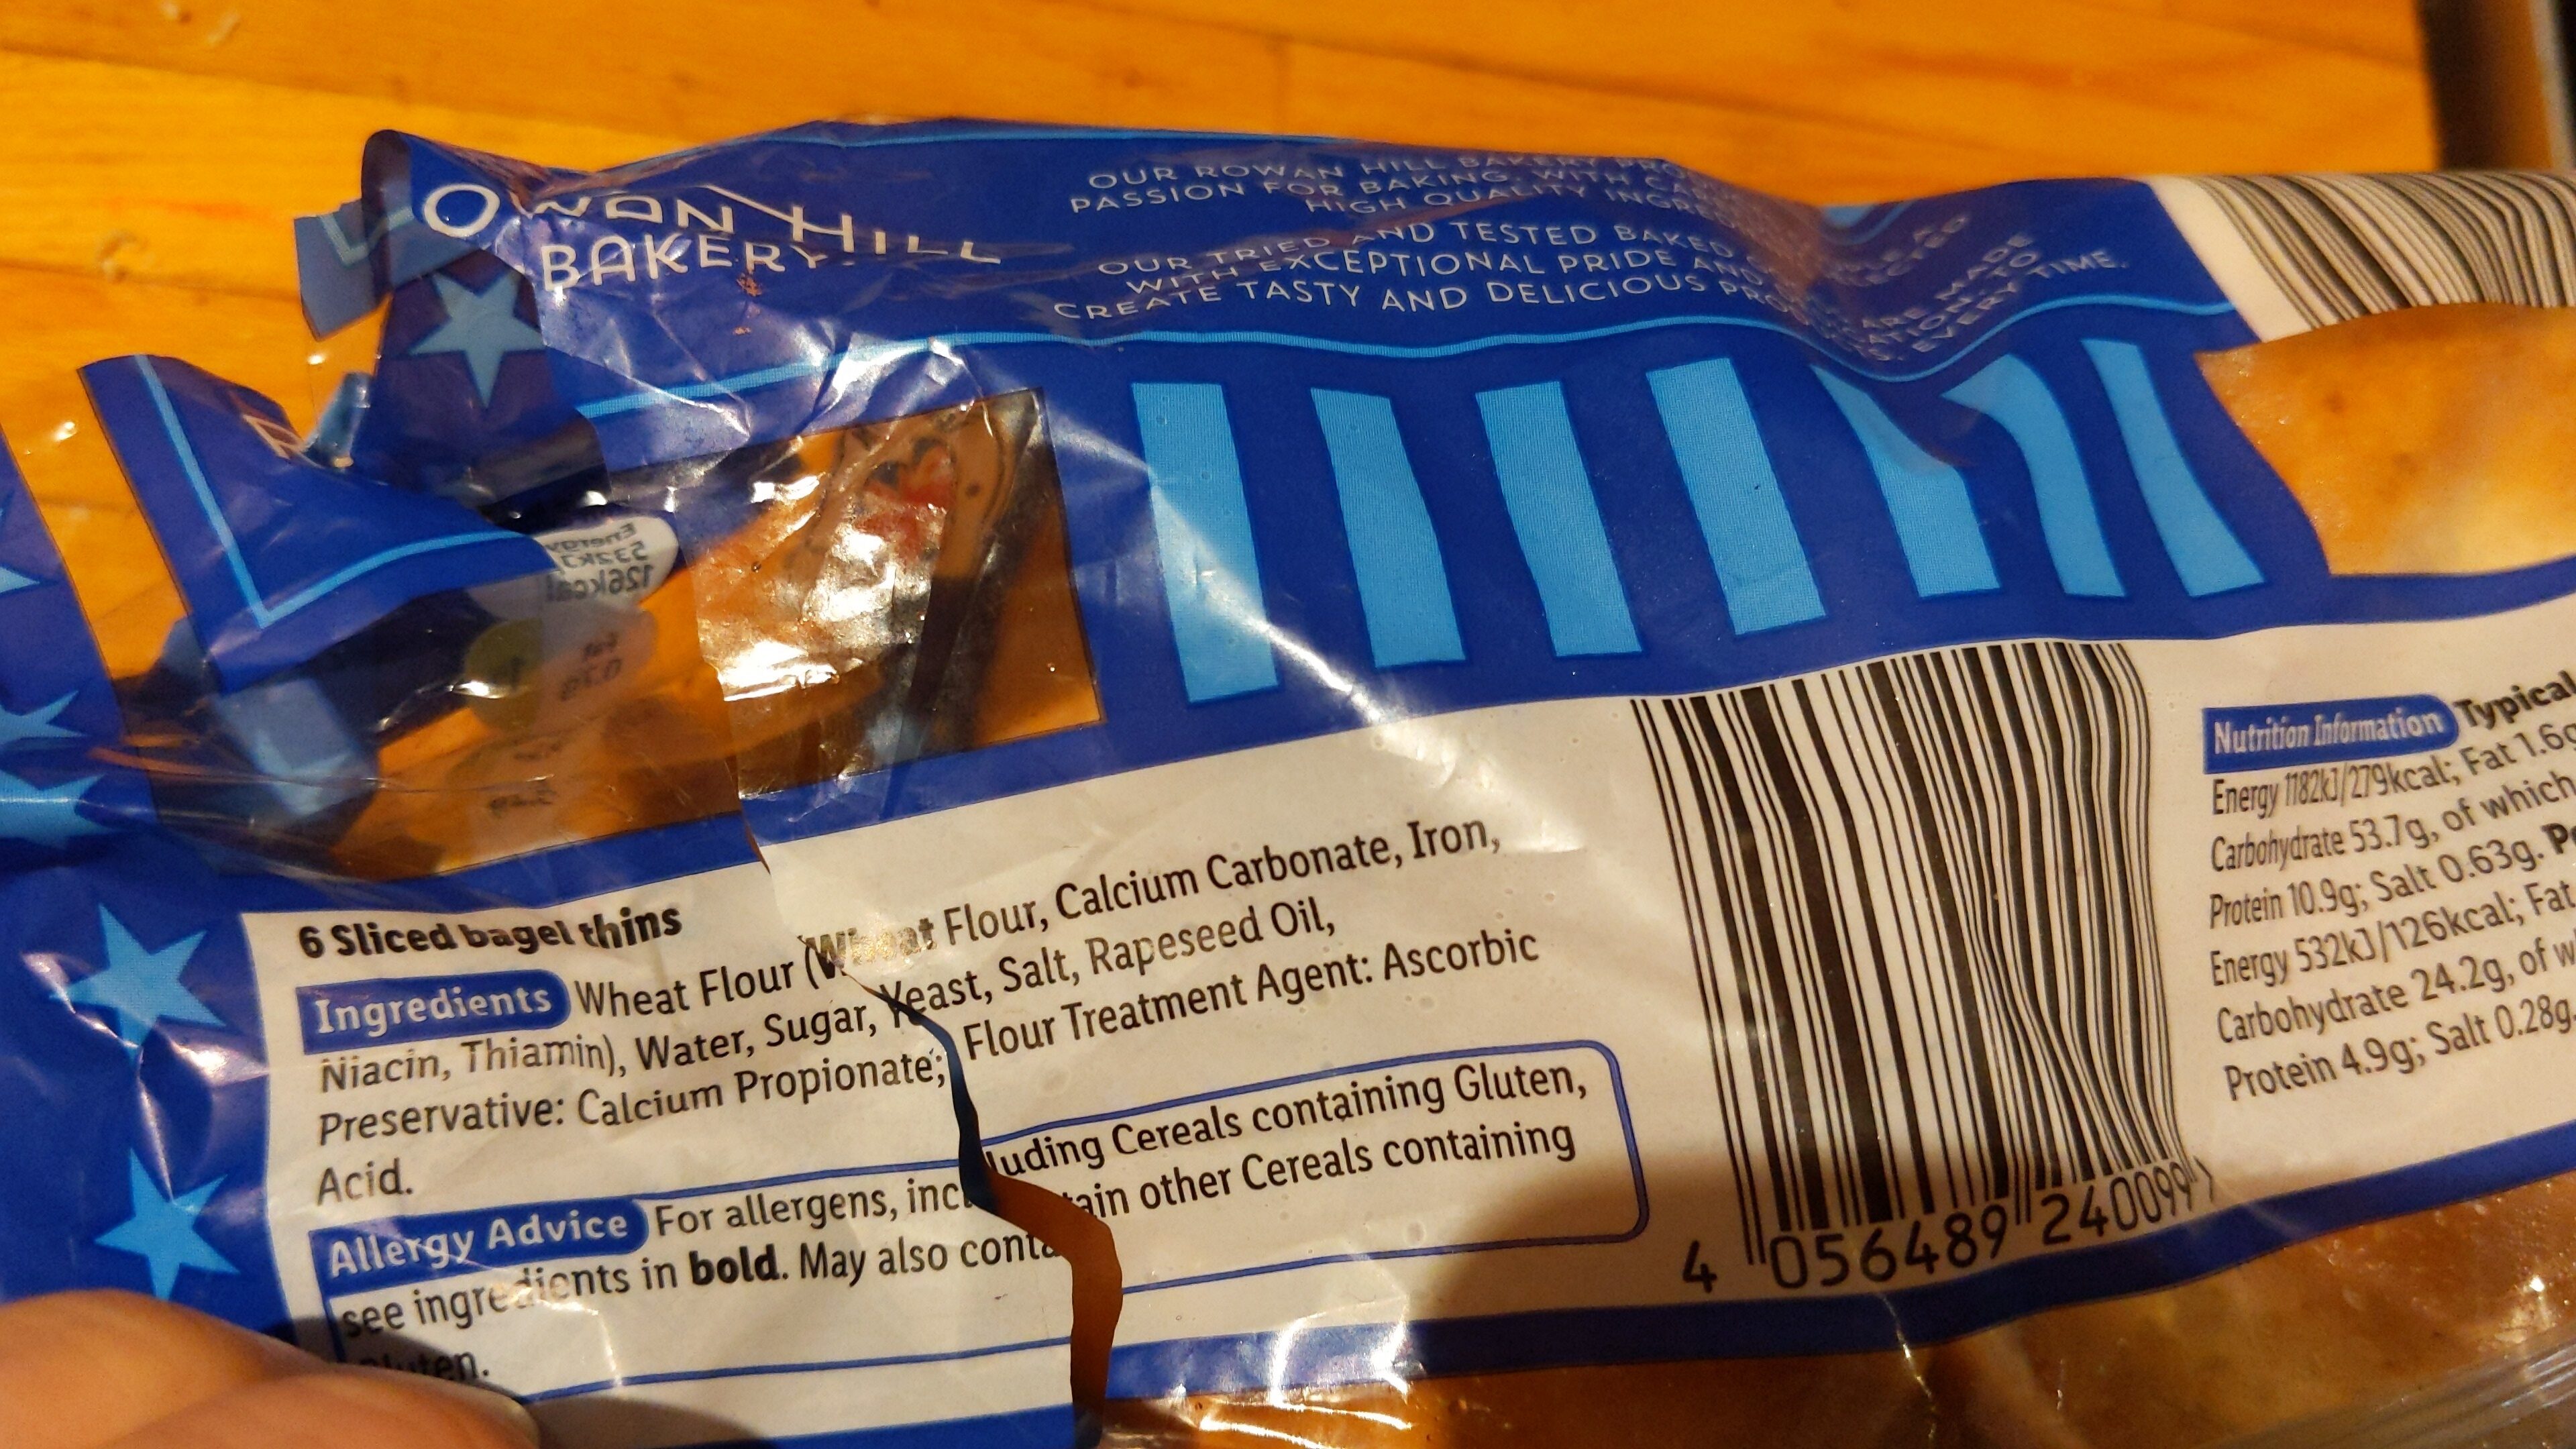 OWAN HILL
BAKERY
OUR ROWAN HILL BAKERY
PASSION FOR BAKING, WITH
HIGH QUALITY
OUR TRIED AND TESTED BAKED
ARE MADE
WITH EXCEPTIONAL PRIDE AND
TO
CREATE TASTY AND DELICIOUS
EVERY TIME.
Energy
532kJ
126kcal
Fat
6 Sliced bagel thins
Ingredients Wheat Flour (Wheat Flour, Calcium Carbonate, Iron,
Niacin, Thiamin), Water, Sugar, Yeast, Salt, Rapeseed Oil,
Preservative: Calcium Propionate; Flour Treatment Agent: Ascorbic
Acid.
Allergy Advice For allergens, including Cereals containing Gluten,
see ingredients in bold. May also contain other Cereals containing
Gluten.
4 056489 240099 >
Nutrition Information Typical
Energy 1182kJ/279kcal; Fat 1.6g
Carbohydrate 53.7g, of which
Protein 10.9g; Salt 0.63g.
Energy 532kJ/126kcal; Fat
Carbohydrate 24.2g, of w
Protein 4.9g; Salt 0.28g.